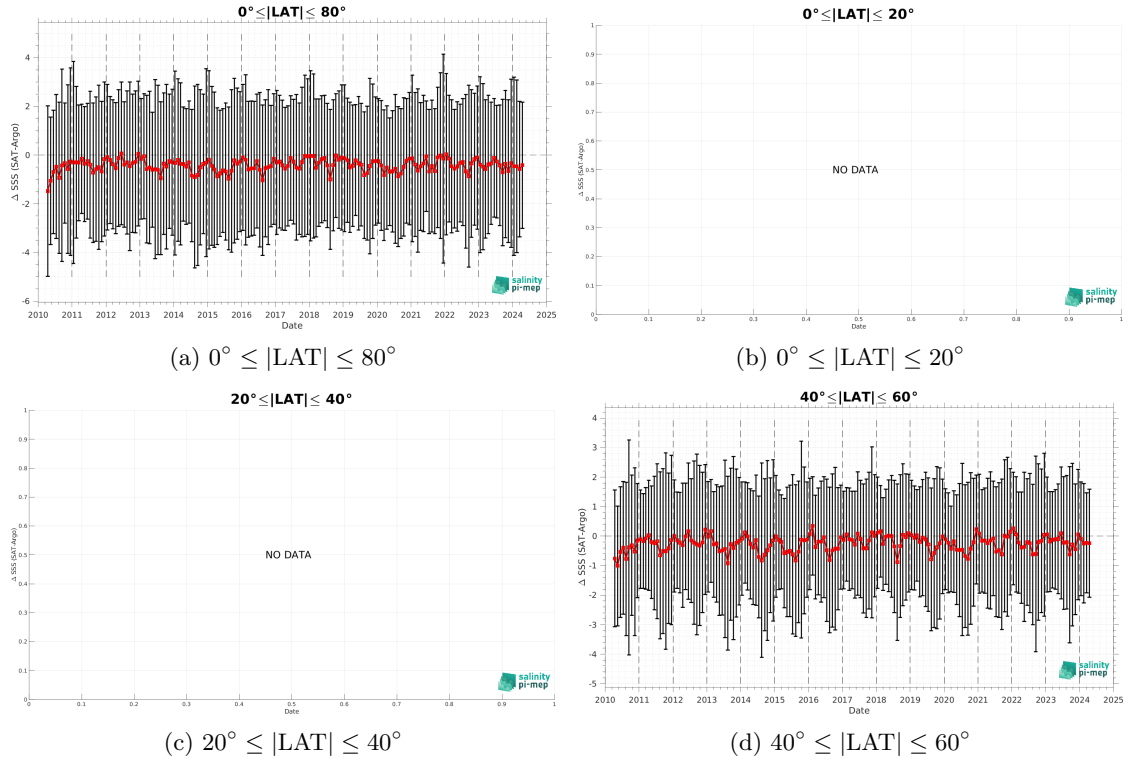 0°≤|LAT|≤ 80°
4
2
0
-2
-4
-6
Δ SSS (SAT-Argo)
2010 2011 2012 2013 2014 2015 2016 2017 2018 2019 2020 2021 2022 2023 2024 2025
Date
salinity
pi-mep
(a) 0° ≤ |LAT| ≤ 80°
0°≤|LAT|≤ 20°
1
0.9
0.8
0.7
0.6
0.5
0.4
0.3
0.2
0.1
0
Δ SSS (SAT-Argo)
NO DATA
0 0.1 0.2 0.3 0.4 0.5 0.6 0.7 0.8 0.9 1
Date
salinity
pi-mep
(b) 0° ≤ |LAT| ≤ 20°
20°≤|LAT|≤ 40°
1
0.9
0.8
0.7
0.6
0.5
0.4
0.3
0.2
0.1
0
Δ SSS (SAT-Argo)
NO DATA
0 0.1 0.2 0.3 0.4 0.5 0.6 0.7 0.8 0.9 1
Date
salinity
pi-mep
(c) 20° ≤ |LAT| ≤ 40°
40°≤|LAT|≤ 60°
4
3
2
1
0
-1
-2
-3
-4
-5
Δ SSS (SAT-Argo)
2010 2011 2012 2013 2014 2015 2016 2017 2018 2019 2020 2021 2022 2023 2024 2025
Date
salinity
pi-mep
(d) 40° ≤ |LAT| ≤ 60°